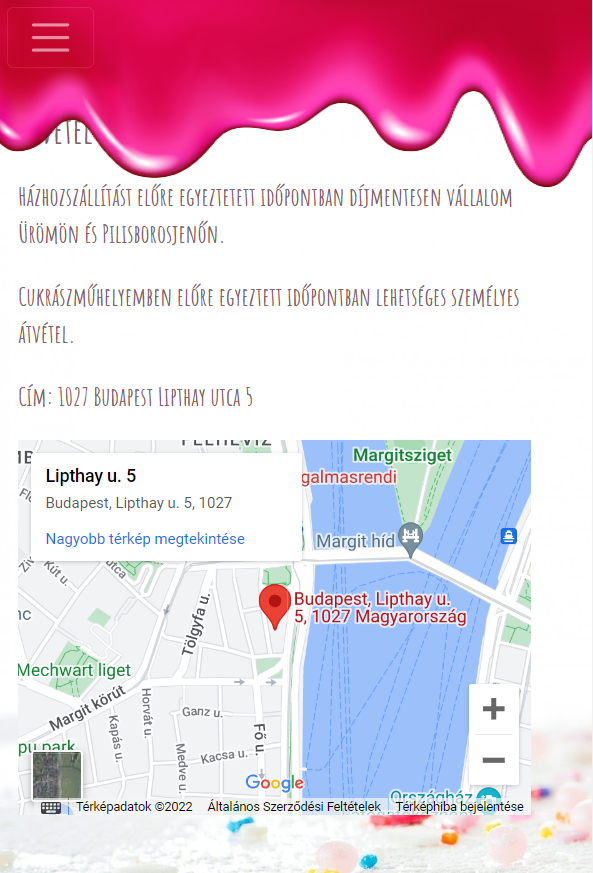 Házhozszállítást előre egyeztetett időpontban díjmentesen vállalom
Ürömön és Pilisborosjenőn.
Cukrászműhelyemben előre egyeztett időpontban lehetséges személyes
átvétel.
Cím: 1027 Budapest Lipthay utca 5
Lipthay u. 5
Budapest, Lipthay u. 5, 1027
Nagyobb térkép megtekintése
Margitsziget
galmasrendi
Margit híd
Kút u.
utca
Tölgyfa u.
Budapest, Lipthay u.
5, 1027 Magyarország
Mechwart liget
Margit körút
Horvát u.
Kapás u.
Ganz u.
Fő u.
Medve u.
Kacsa u.
pu park
Google
Országház
Térképadatok ©2022 Általános Szerződési Feltételek Térképhiba bejelentése